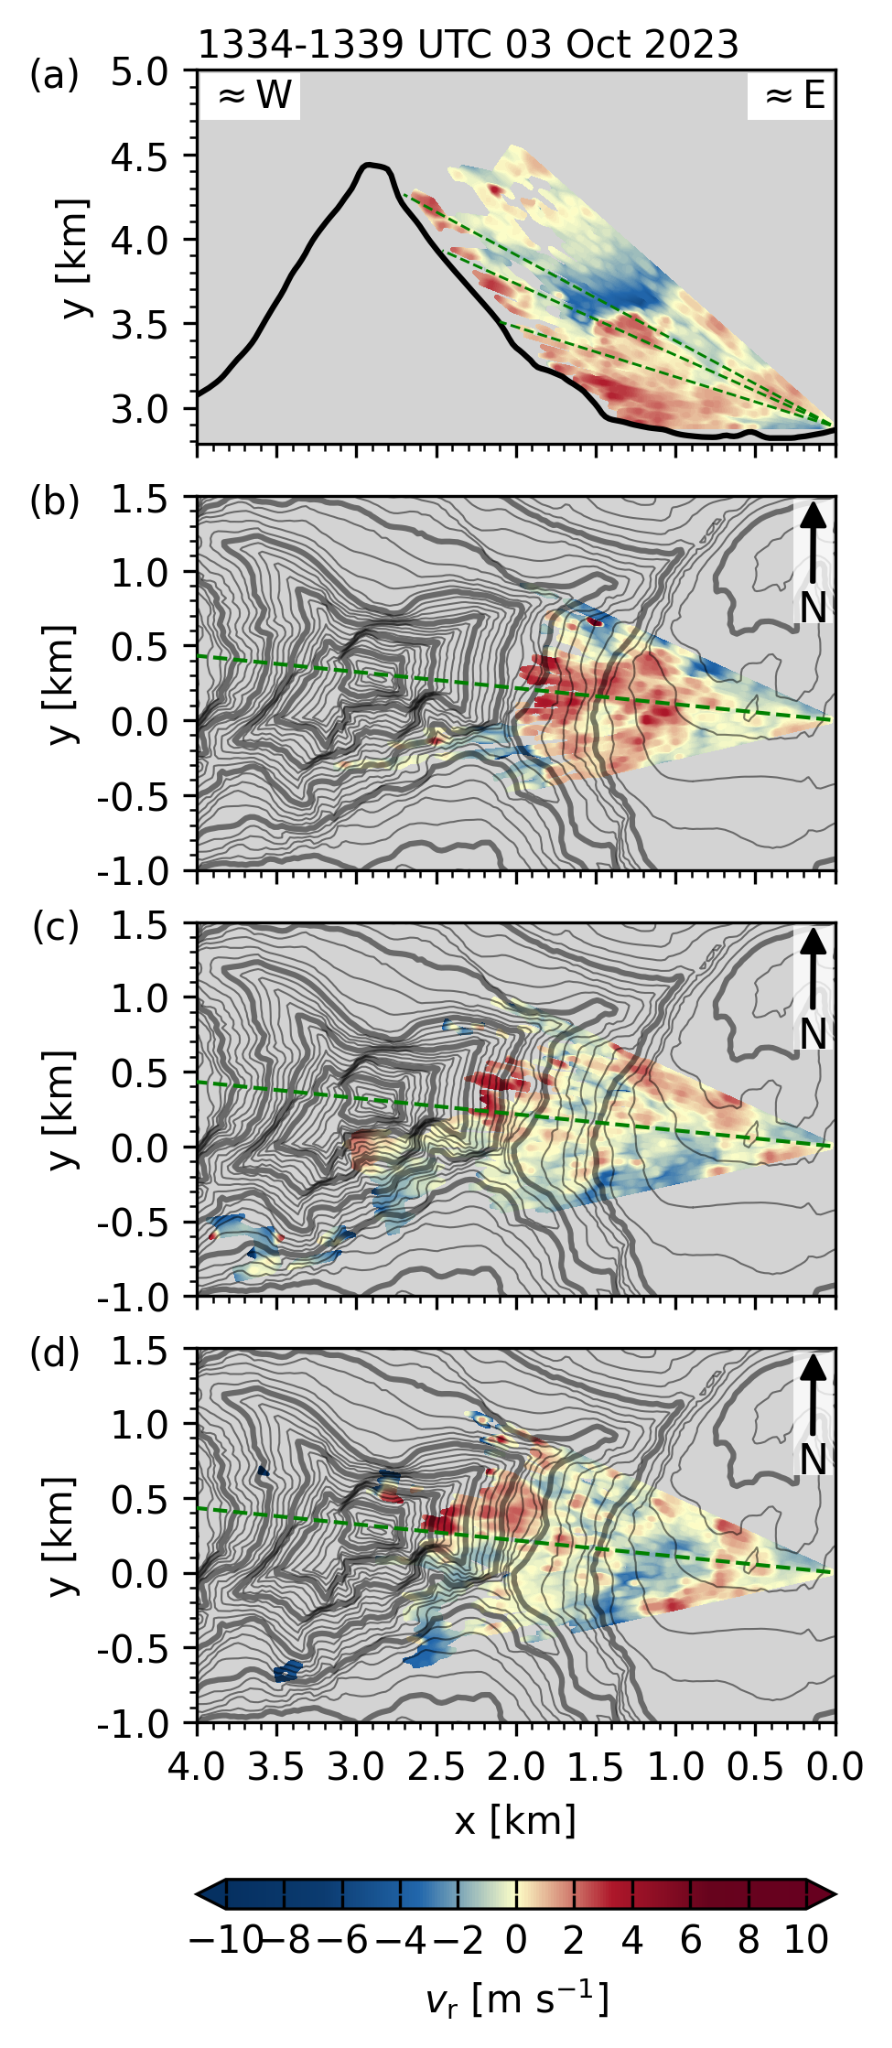 1334-1339 UTC 03 Oct 2023
(a)
≈W
≈E
y [km]
5.0
4.5
4.0
3.5
3.0
(b)
y [km]
1.5
1.0
0.5
0.0
-0.5
-1.0
N
(c)
y [km]
1.5
1.0
0.5
0.0
-0.5
-1.0
N
(d)
y [km]
1.5
1.0
0.5
0.0
-0.5
-1.0
N
4.0 3.5 3.0 2.5 2.0 1.5 1.0 0.5 0.0
x [km]
−10 −8 −6 −4 −2 0 2 4 6 8 10
vr [m s−1]